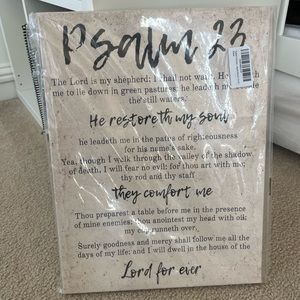 Psalm 23
The Lord is my shepherd; I shall not want. He
me to lie down in green pastures: he leadeth me
the still waters:
He restoreth my soul
he leadeth me in the paths of righteousness
for his name's sake.
Yea, though I walk through the valley of the shadow
of death, I will fear no evil: for thou art with me;
thy rod and thy staff
they comfort me
Thou preparest a table before me in the presence
of mine enemies: thou anointest my head with oil;
my cup runneth over.
Surely goodness and mercy shall follow me all the
days of my life: and I will dwell in the house of the
Lord for ever